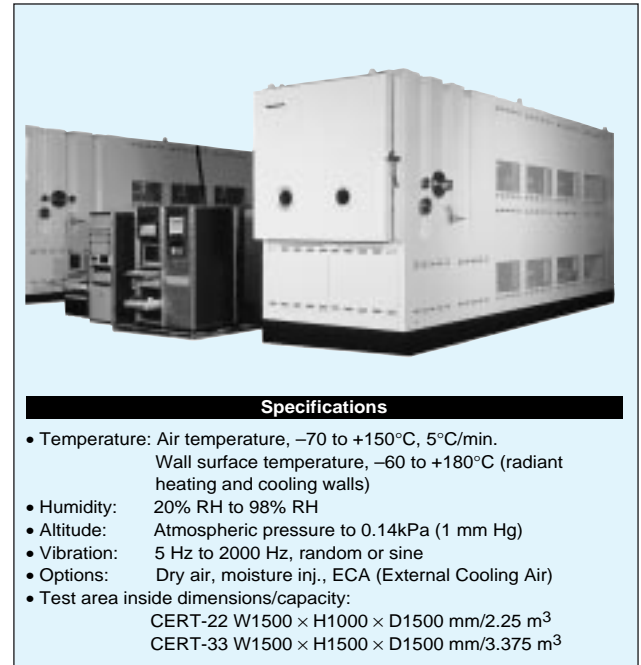 Specifications
• Temperature: Air temperature, –70 to +150°C, 5°C/min.
Wall surface temperature, –60 to +180°C (radiant
heating and cooling walls)
• Humidity: 20% RH to 98% RH
• Altitude: Atmospheric pressure to 0.14kPa (1 mm Hg)
• Vibration: 5 Hz to 2000 Hz, random or sine
• Options: Dry air, moisture inj., ECA (External Cooling Air)
• Test area inside dimensions/capacity:
CERT-22 W1500 × H1000 × D1500 mm/2.25 m³
CERT-33 W1500 × H1500 × D1500 mm/3.375 m³